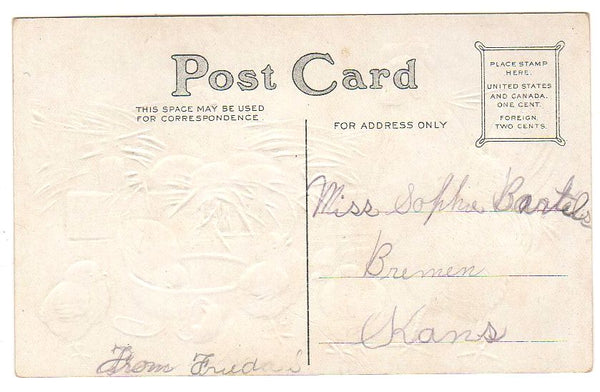 Post Card
THIS SPACE MAY BE USED
FOR CORRESPONDENCE.
FOR ADDRESS ONLY
PLACE STAMP
HERE.
UNITED STATES
AND CANADA.
ONE CENT.
FOREIGN,
TWO CENTS.
Miss Sophie Bartels
Bremen
Kans
From Frieda